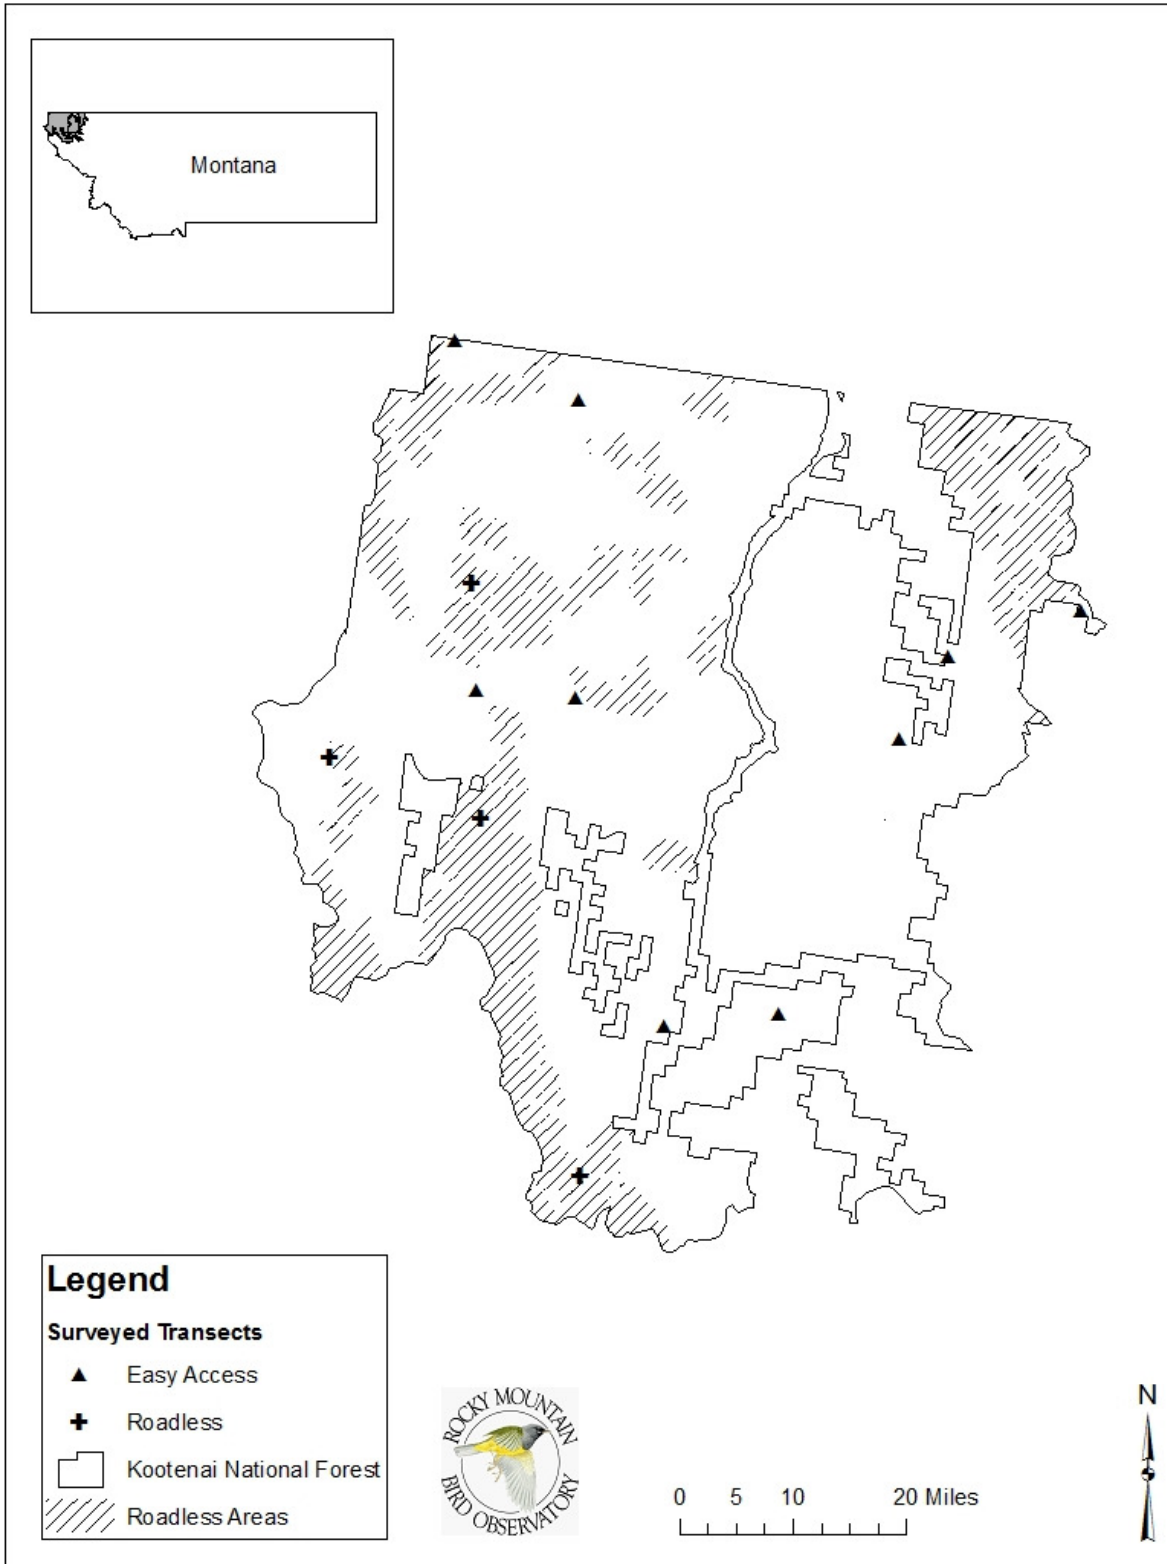 Montana
Legend
Surveyed Transects
Easy Access
Roadless
Kootenai National Forest
Roadless Areas
ROCKY MOUNTAIN
BIRD OBSERVATORY
0 5 10 20 Miles
N